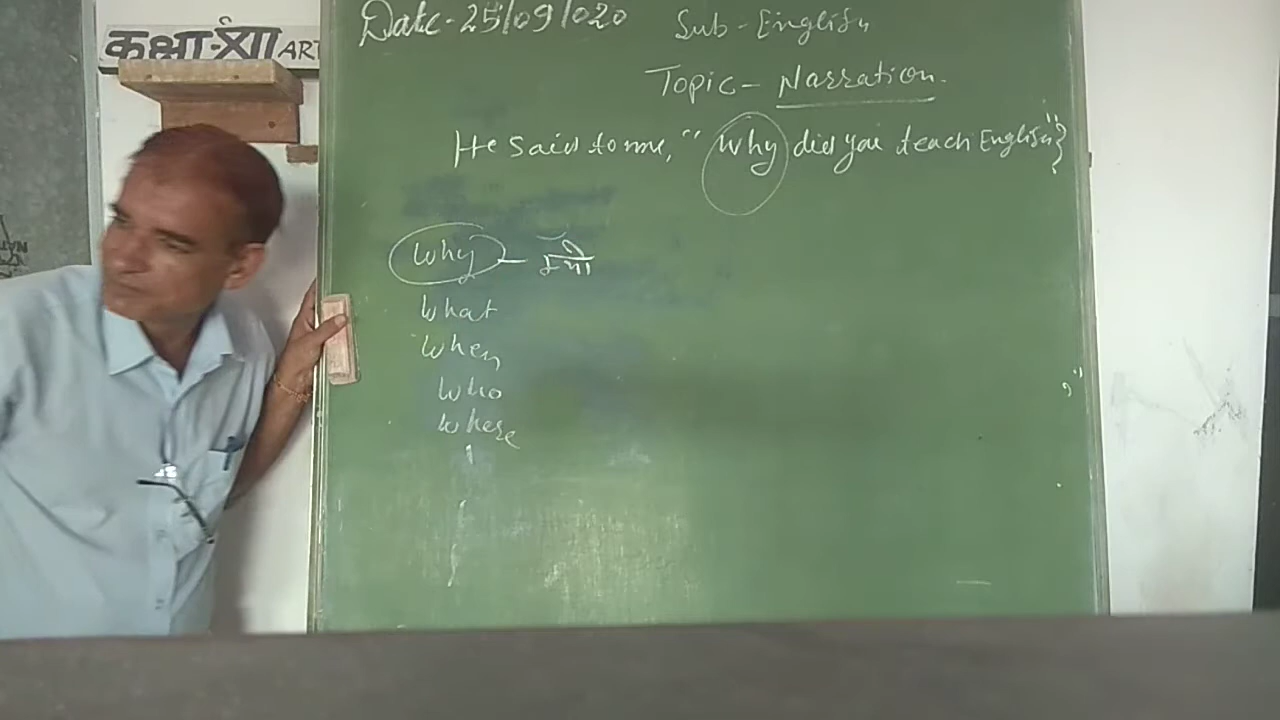 कक्षा-XI ART
Date-25/09/020
Sub-English
Topic- Narration.
He said to me, "Why did you teach English"?
Why - क्यों
What
When
Who
Where